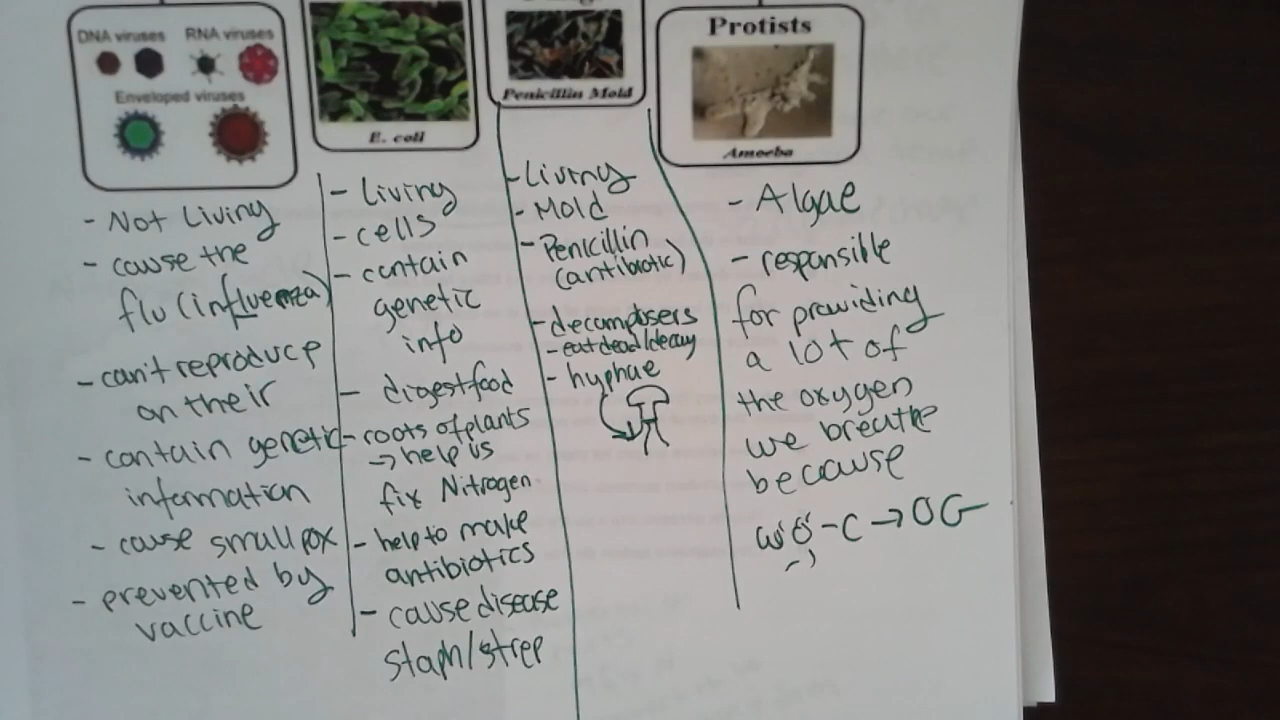 DNA viruses RNA viruses
Enveloped viruses
E. coli
Penicillin Mold
Protists
Amoeba
- Not Living
- cause the
flu (influenza)
- can't reproduce
on their
- contain genetic
information
- cause small pox
- prevented by
vaccine
- living
- cells
- contain
genetic
info
- digest food
- roots of plants
→ help us
fix Nitrogen
- help to make
antibiotics
- cause disease
staph/strep
- Living
- Mold
- Penicillin
(antibiotic)
- decomposers
- eat dead/decay
- hyphae
- Algae
- responsible
for providing
a lot of
the oxygen
we breathe
because